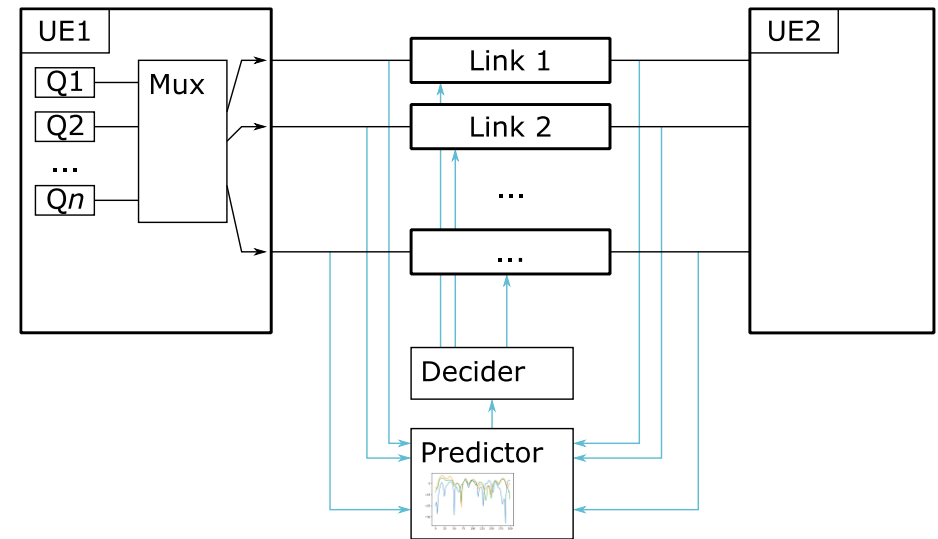 UE1
Q1
Q2
...
Qn
Mux
Link 1
Link 2
...
...
UE2
Decider
Predictor